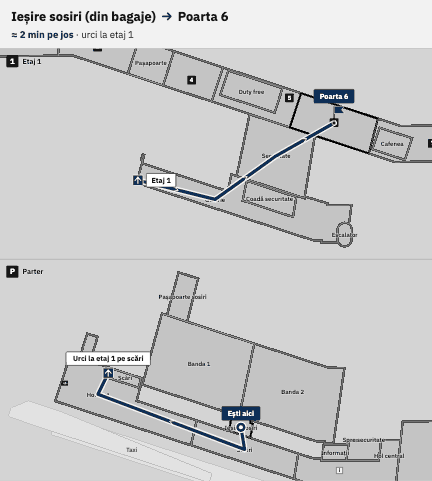 Ieșire sosiri (din bagaje) → Poarta 6
≈ 2 min pe jos · urci la etaj 1
1 Etaj 1
Pașapoarte
4
Duty free
5
Poarta 6
Cafenea
Etaj 1
Coadă securitate
Escalator
P Parter
Pașapoarte sosiri
Urci la etaj 1 pe scări
Scări
Banda 1
Banda 2
Ești aici
Taxi
Informații
Spre securitate
Hol central